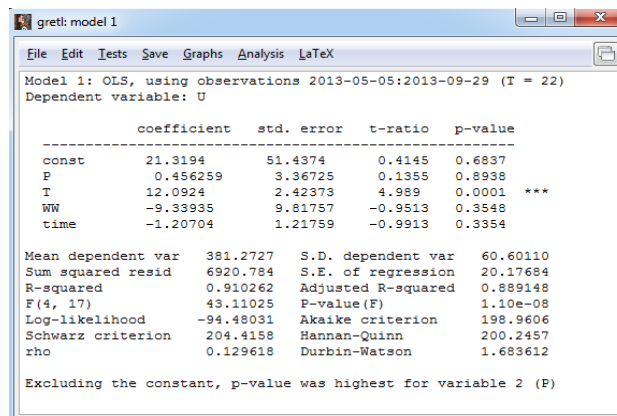 gretl: model 1
File Edit Tests Save Graphs Analysis LaTeX
Model 1: OLS, using observations 2013-05-05:2013-09-29 (T = 22)
Dependent variable: U
coefficient std. error t-ratio p-value
const 21.3194 51.4374 0.4145 0.6837
P 0.456259 3.36725 0.1355 0.8938
T 12.0924 2.42373 4.989 0.0001 ***
WW -9.33935 9.81757 -0.9513 0.3548
time -1.20704 1.21759 -0.9913 0.3354
Mean dependent var 381.2727 S.D. dependent var 60.60110
Sum squared resid 6920.784 S.E. of regression 20.17684
R-squared 0.910262 Adjusted R-squared 0.889148
F(4, 17) 43.11025 P-value(F) 1.10e-08
Log-likelihood -94.48031 Akaike criterion 198.9606
Schwarz criterion 204.4158 Hannan-Quinn 200.2457
rho 0.129618 Durbin-Watson 1.683612
Excluding the constant, p-value was highest for variable 2 (P)